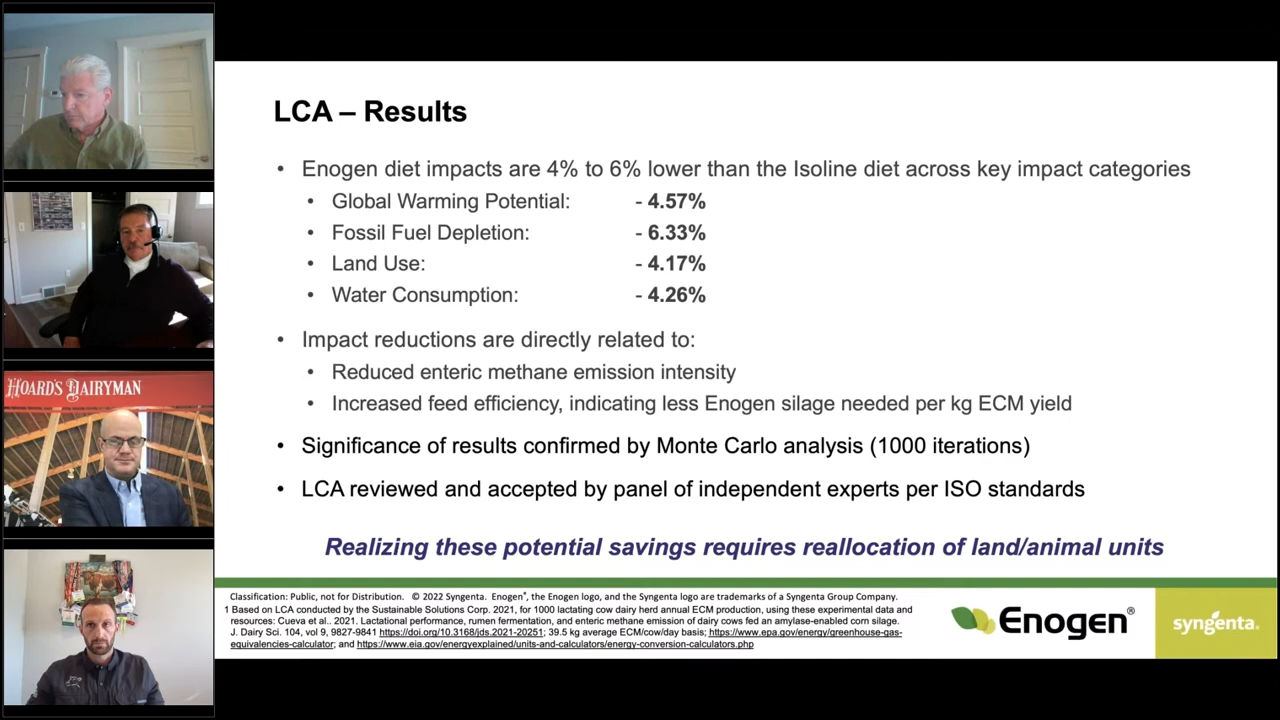 HOARD'S DAIRYMAN
LCA – Results
• Enogen diet impacts are 4% to 6% lower than the Isoline diet across key impact categories
• Global Warming Potential: - 4.57%
• Fossil Fuel Depletion: - 6.33%
• Land Use: - 4.17%
• Water Consumption: - 4.26%
• Impact reductions are directly related to:
• Reduced enteric methane emission intensity
• Increased feed efficiency, indicating less Enogen silage needed per kg ECM yield
• Significance of results confirmed by Monte Carlo analysis (1000 iterations)
• LCA reviewed and accepted by panel of independent experts per ISO standards
Realizing these potential savings requires reallocation of land/animal units
Classification: Public, not for Distribution. © 2022 Syngenta. Enogen®, the Enogen logo, and the Syngenta logo are trademarks of a Syngenta Group Company.
1 Based on LCA conducted by the Sustainable Solutions Corp. 2021, for 1000 lactating cow dairy herd annual ECM production, using these experimental data and
resources: Cueva et al.. 2021. Lactational performance, rumen fermentation, and enteric methane emission of dairy cows fed an amylase-enabled corn silage.
J. Dairy Sci. 104, vol 9, 9827-9841 https://doi.org/10.3168/jds.2021-20251; 39.5 kg average ECM/cow/day basis; https://www.epa.gov/energy/greenhouse-gas-
equivalencies-calculator; and https://www.eia.gov/energyexplained/units-and-calculators/energy-conversion-calculators.php
Enogen®
syngenta.